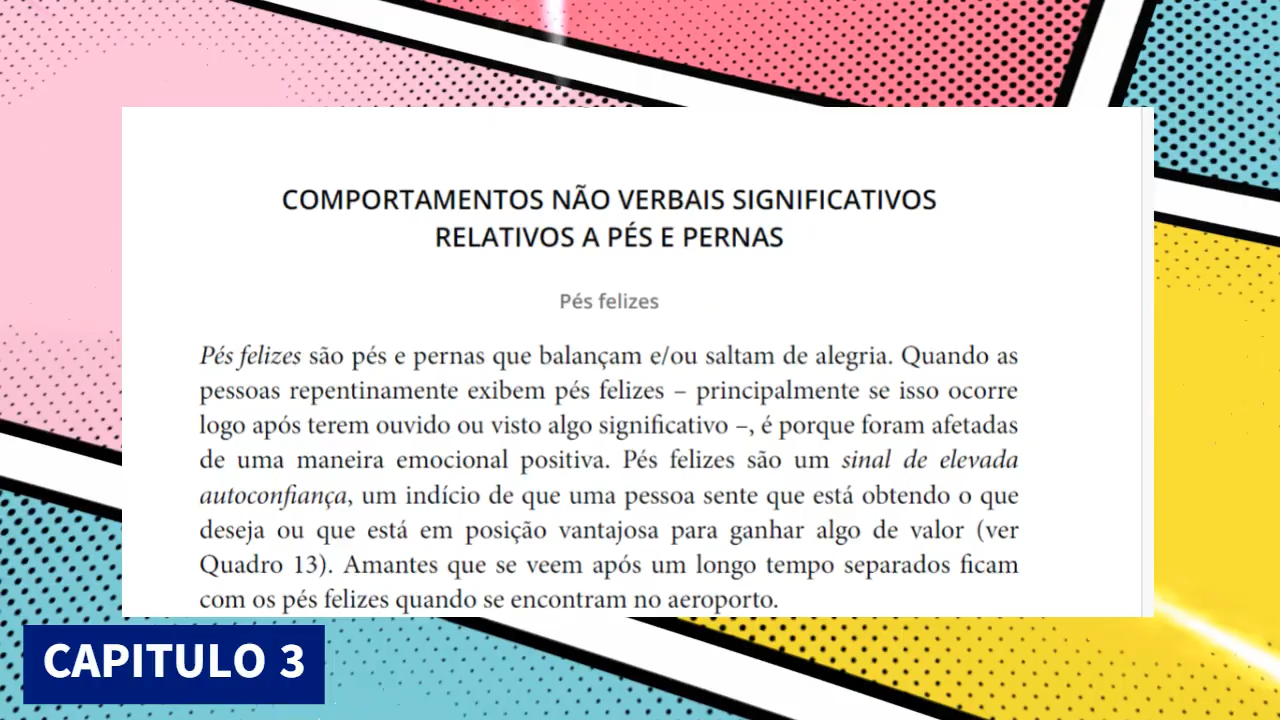 COMPORTAMENTOS NÃO VERBAIS SIGNIFICATIVOS
RELATIVOS A PÉS E PERNAS
Pés felizes
Pés felizes são pés e pernas que balançam e/ou saltam de alegria. Quando as
pessoas repentinamente exibem pés felizes – principalmente se isso ocorre
logo após terem ouvido ou visto algo significativo –, é porque foram afetadas
de uma maneira emocional positiva. Pés felizes são um sinal de elevada
autoconfiança, um indício de que uma pessoa sente que está obtendo o que
deseja ou que está em posição vantajosa para ganhar algo de valor (ver
Quadro 13). Amantes que se veem após um longo tempo separados ficam
com os pés felizes quando se encontram no aeroporto.
CAPITULO 3